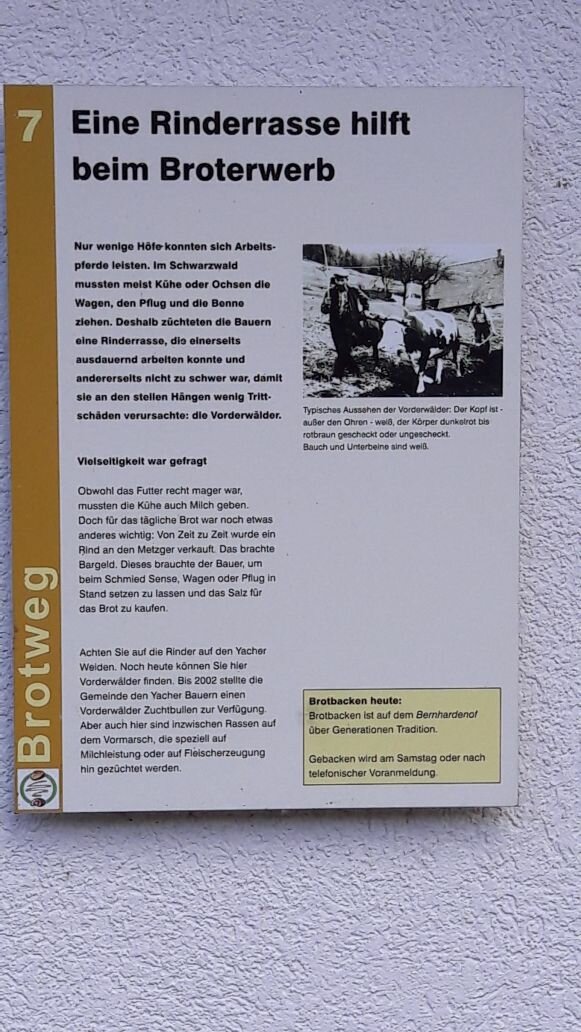 7
Eine Rinderrasse hilft
beim Broterwerb
Nur wenige Höfe konnten sich Arbeits-
pferde leisten. Im Schwarzwald
mussten meist Kühe oder Ochsen die
Wagen, den Pflug und die Benne
ziehen. Deshalb züchteten die Bauern
eine Rinderrasse, die einerseits
ausdauernd arbeiten konnte und
andererseits nicht zu schwer war, damit
sie an den steilen Hängen wenig Tritt-
schäden verursachte: die Vorderwälder.
Vielseitigkeit war gefragt
Obwohl das Futter recht mager war,
mussten die Kühe auch Milch geben.
Doch für das tägliche Brot war noch etwas
anderes wichtig: Von Zeit zu Zeit wurde ein
Rind an den Metzger verkauft. Das brachte
Bargeld. Dieses brauchte der Bauer, um
beim Schmied Sense, Wagen oder Pflug in
Stand setzen zu lassen und das Salz für
das Brot zu kaufen.
Achten Sie auf die Rinder auf den Yacher
Weiden. Noch heute können Sie hier
Vorderwälder finden. Bis 2002 stellte die
Gemeinde den Yacher Bauern einen
Vorderwälder Zuchtbullen zur Verfügung.
Aber auch hier sind inzwischen Rassen auf
dem Vormarsch, die speziell auf
Milchleistung oder auf Fleischerzeugung
hin gezüchtet werden.
Typisches Aussehen der Vorderwälder: Der Kopf ist -
außer den Ohren - weiß, der Körper dunkelrot bis
rotbraun gescheckt oder ungescheckt.
Bauch und Unterbeine sind weiß.
Brotbacken heute:
Brotbacken ist auf dem Bernhardenof
über Generationen Tradition.
Gebacken wird am Samstag oder nach
telefonischer Voranmeldung.
Brotweg